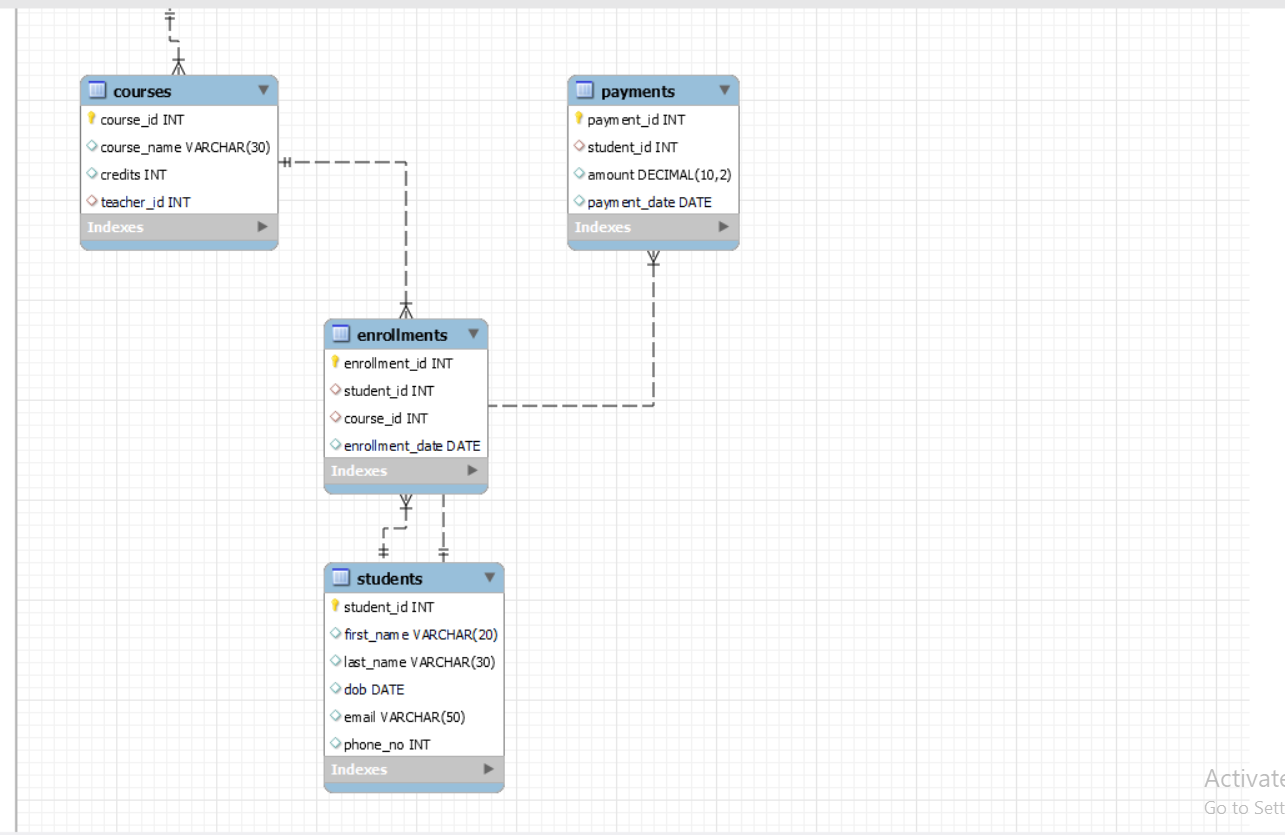 courses
course_id INT
course_name VARCHAR(30)
credits INT
teacher_id INT
Indexes
payments
payment_id INT
student_id INT
amount DECIMAL(10,2)
payment_date DATE
Indexes
enrollments
enrollment_id INT
student_id INT
course_id INT
enrollment_date DATE
Indexes
students
student_id INT
first_name VARCHAR(20)
last_name VARCHAR(30)
dob DATE
email VARCHAR(50)
phone_no INT
Indexes
Activate
Go to Sett